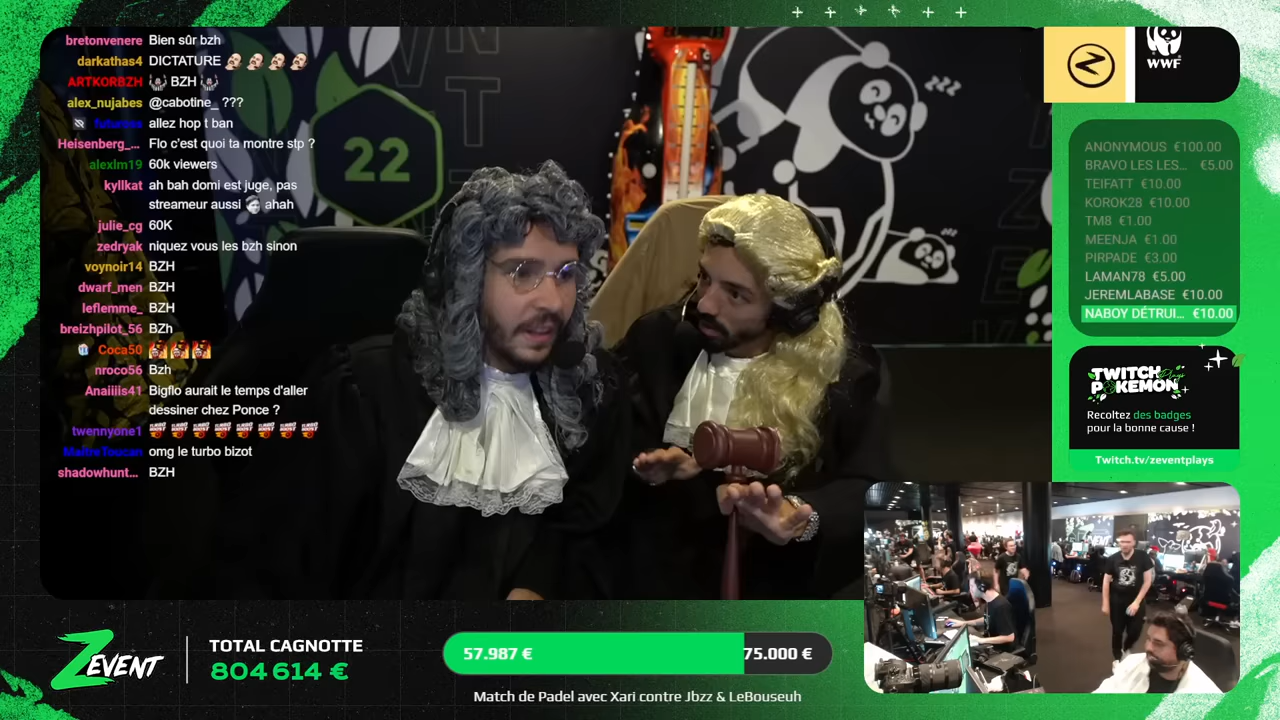 bretonvenere Bien sûr bzh
darkathas4 DICTATURE
ARTKORBZH BZH
alex_nujabes @cabotine_ ???
allez hop t ban
Heisenberg_... Flo c'est quoi ta montre stp ?
alexlm19 60k viewers
kyllkat ah bah domi est juge, pas
streameur aussi ahah
julie_cg 60K
zedryak niquez vous les bzh sinon
voynoir14 BZH
dwarf_men BZH
leflemme_ BZH
breizhpilot_56 BZh
Coca50
nroco56 Bzh
Anaiiis41 Bigflo aurait le temps d'aller
dessiner chez Ponce ?
twennyone1
MaitreToucan omg le turbo bizot
shadowhunt... BZH
22
WWF
ANONYMOUS €100.00
BRAVO LES LES... €5.00
TEIFATT €10.00
KOROK28 €10.00
TM8 €1.00
MEENJA €1.00
PIRPADE €3.00
LAMAN78 €5.00
JEREMLABASE €10.00
NABOY DÉTRUI... €10.00
TWITCH Plays
POKEMON
Recoltez des badges
pour la bonne cause !
Twitch.tv/zeventplays
ZEVENT
TOTAL CAGNOTTE
804 614 €
57.987 €
75.000 €
Match de Padel avec Xari contre Jbzz & LeBouseuh